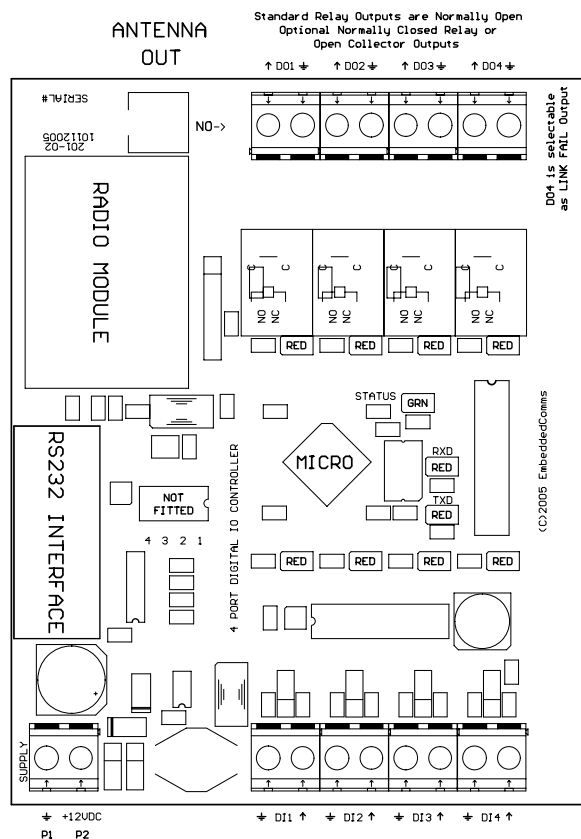 ANTENNA
OUT
Standard Relay Outputs are Normally Open
Optional Normally Closed Relay or
Open Collector Outputs
↑ DO1 ⏚ ↑ DO2 ⏚ ↑ DO3 ⏚ ↑ DO4 ⏚
SERIAL#
10112005
201-02
NO->
DO4 is selectable
as LINK FAIL Output
RADIO MODULE
C C C C C C C C
NO NC NO NC NO NC NO NC
RED RED RED RED
STATUS GRN
RXD
RED
TXD
RED
MICRO
RS232 INTERFACE
NOT
FITTED
4 3 2 1
4 PORT DIGITAL IO CONTROLLER
(C)2005 EmbeddedComms
RED RED RED RED
+
SUPPLY
⏚ +12VDC
P1 P2
⏚ DI1 ↑ ⏚ DI2 ↑ ⏚ DI3 ↑ ⏚ DI4 ↑